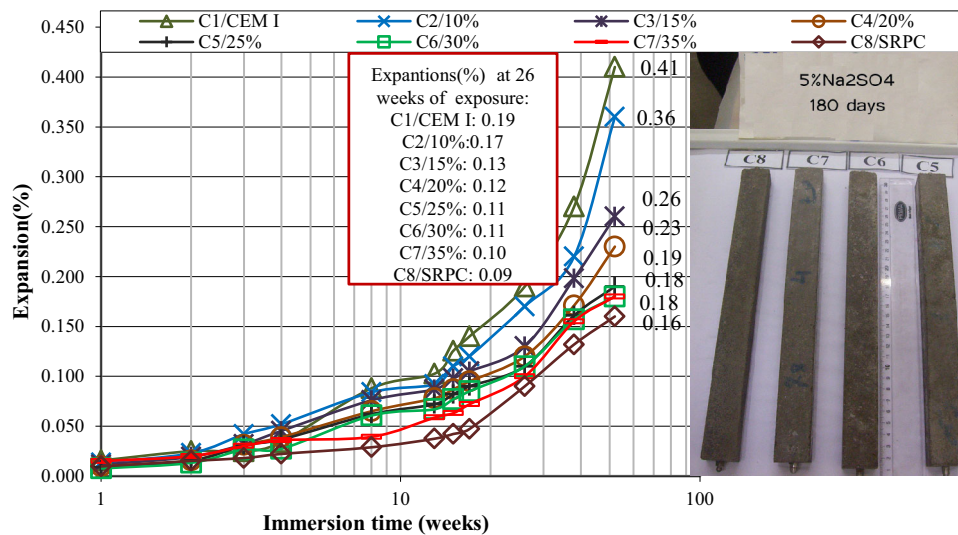 C1/CEM I C2/10% C3/15% C4/20%
C5/25% C6/30% C7/35% C8/SRPC
0.450
0.400
0.350
0.300
0.250
0.200
0.150
0.100
0.050
0.000
Expansion(%)
Expantions(%) at 26
weeks of exposure:
C1/CEM I: 0.19
C2/10%:0.17
C3/15%: 0.13
C4/20%: 0.12
C5/25%: 0.11
C6/30%: 0.11
C7/35%: 0.10
C8/SRPC: 0.09
0.41
0.36
0.26
0.23
0.19
0.18
0.18
0.16
1 10 100
Immersion time (weeks)
5%Na2SO4
180 days
C8 C7 C6 C5